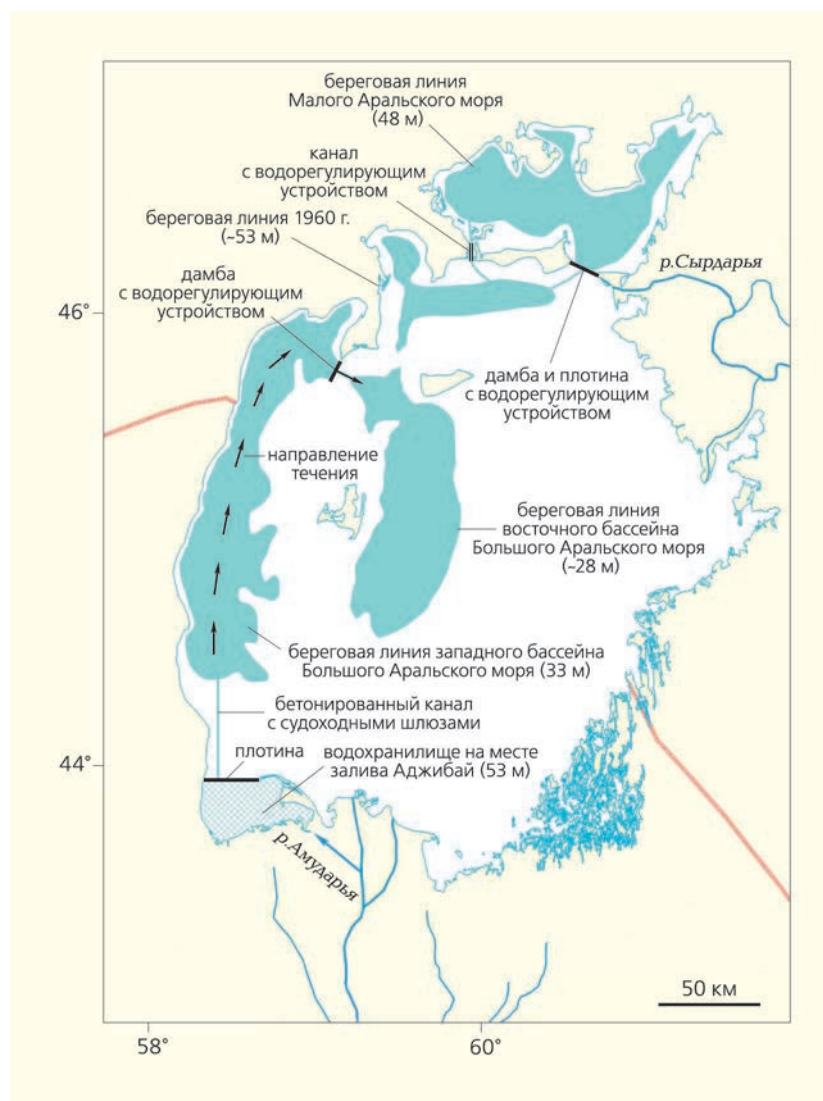 береговая линия
Малого Аральского моря
(48 м)
канал
с водорегулирующим
устройством
береговая линия 1960 г.
(~53 м)
дамба
с водорегулирующим
устройством
р.Сырдарья
46°
дамба и плотина
с водорегулирующим
устройством
направление
течения
береговая линия
восточного бассейна
Большого Аральского моря
(~28 м)
береговая линия западного бассейна
Большого Аральского моря (33 м)
бетонированный канал
с судоходными шлюзами
44°
плотина
водохранилище на месте
залива Аджибай (53 м)
р.Амударья
50 км
58°
60°